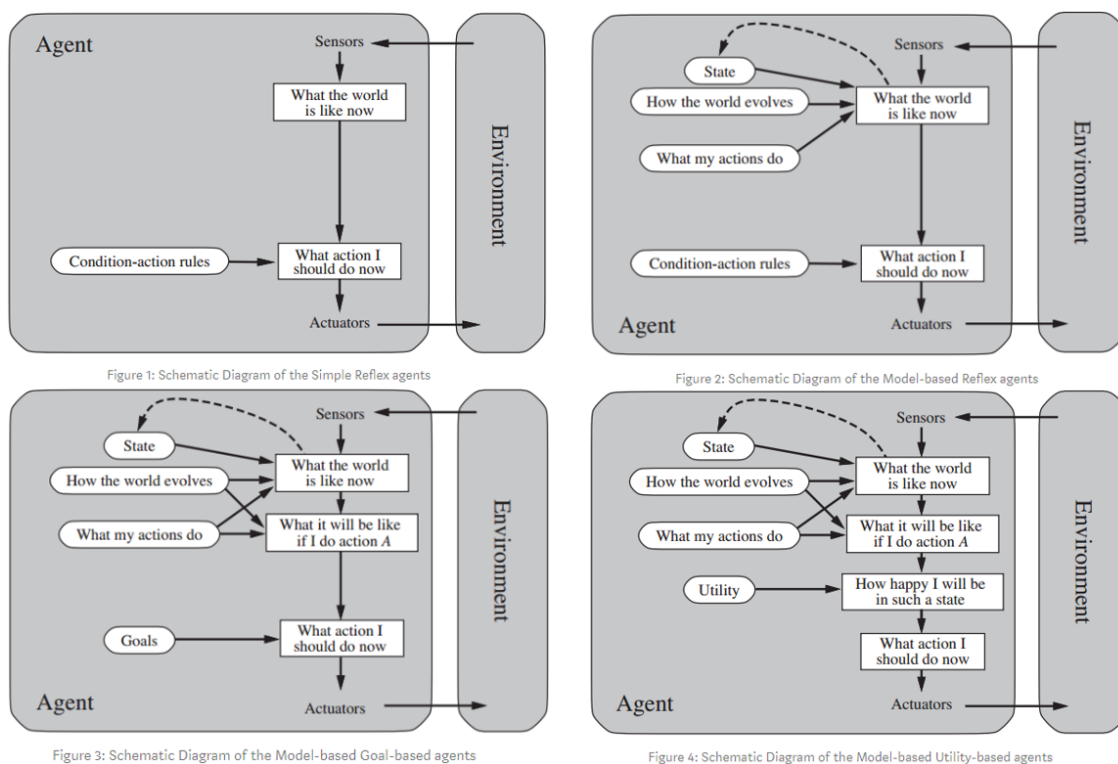 Agent
Sensors
What the world
is like now
Condition-action rules
What action I
should do now
Actuators
Environment
Figure 1: Schematic Diagram of the Simple Reflex agents
Sensors
State
How the world evolves
What the world
is like now
What my actions do
Condition-action rules
What action I
should do now
Agent
Actuators
Environment
Figure 2: Schematic Diagram of the Model-based Reflex agents
Sensors
State
What the world
is like now
How the world evolves
What my actions do
What it will be like
if I do action A
Goals
What action I
should do now
Agent
Actuators
Environment
Figure 3: Schematic Diagram of the Model-based Goal-based agents
Sensors
State
What the world
is like now
How the world evolves
What my actions do
What it will be like
if I do action A
Utility
How happy I will be
in such a state
What action I
should do now
Agent
Actuators
Environment
Figure 4: Schematic Diagram of the Model-based Utility-based agents